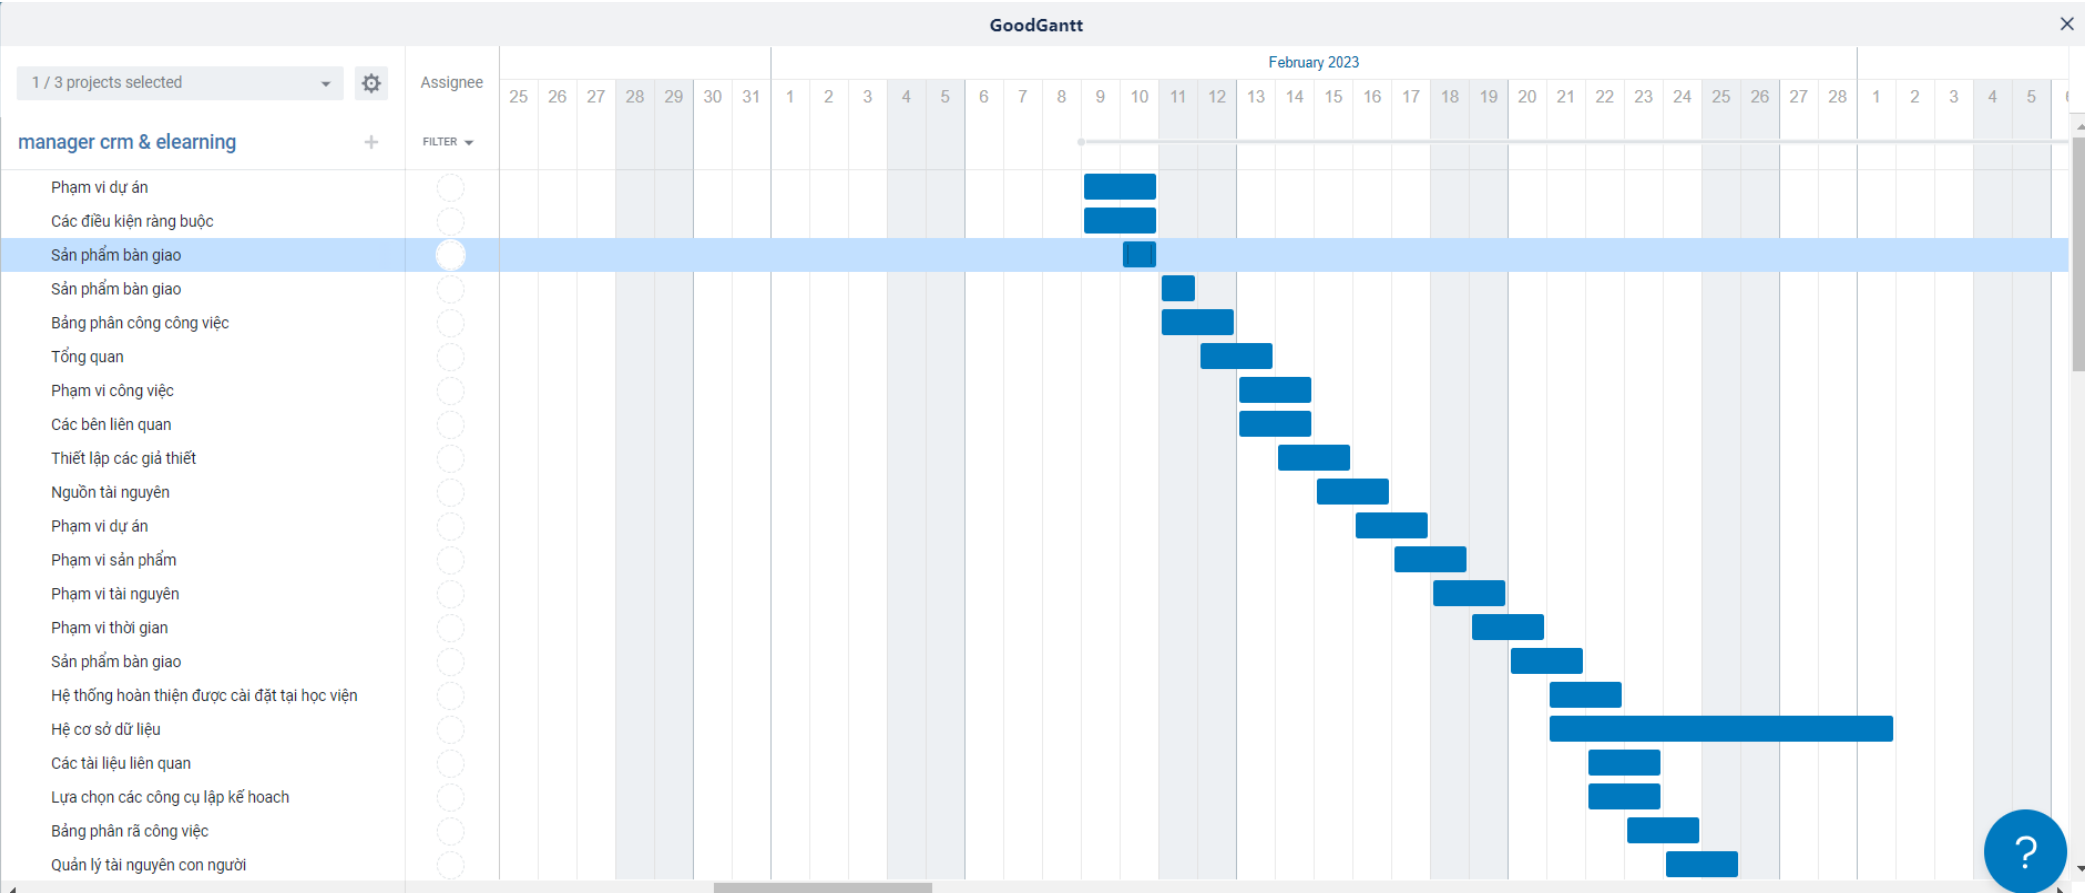 GoodGantt
1 / 3 projects selected
Assignee
February 2023
25 26 27 28 29 30 31 1 2 3 4 5 6 7 8 9 10 11 12 13 14 15 16 17 18 19 20 21 22 23 24 25 26 27 28 1 2 3 4 5
manager crm & elearning
FILTER
Phạm vi dự án
Các điều kiện ràng buộc
Sản phẩm bàn giao
Sản phẩm bàn giao
Bảng phân công công việc
Tổng quan
Phạm vi công việc
Các bên liên quan
Thiết lập các giả thiết
Nguồn tài nguyên
Phạm vi dự án
Phạm vi sản phẩm
Phạm vi tài nguyên
Phạm vi thời gian
Sản phẩm bàn giao
Hệ thống hoàn thiện được cài đặt tại học viện
Hệ cơ sở dữ liệu
Các tài liệu liên quan
Lựa chọn các công cụ lập kế hoach
Bảng phân rã công việc
Quản lý tài nguyên con người
?